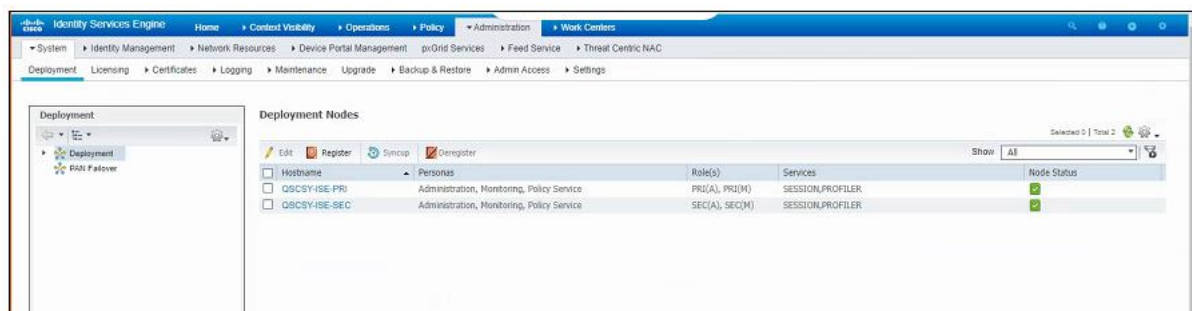 cisco Identity Services Engine Home Context Visibility Operations Policy Administration Work Centers
System Identity Management Network Resources Device Portal Management pxGrid Services Feed Service Threat Centric NAC
Deployment Licensing Certificates Logging Maintenance Upgrade Backup & Restore Admin Access Settings
Deployment
Deployment
PAN Failover
Deployment Nodes
Selected 0 | Total 2
Edit Register Syncup Deregister Show All
Hostname Personas Role(s) Services Node Status
QSCSY-ISE-PRI Administration, Monitoring, Policy Service PRI(A), PRI(M) SESSION,PROFILER
QSCSY-ISE-SEC Administration, Monitoring, Policy Service SEC(A), SEC(M) SESSION,PROFILER